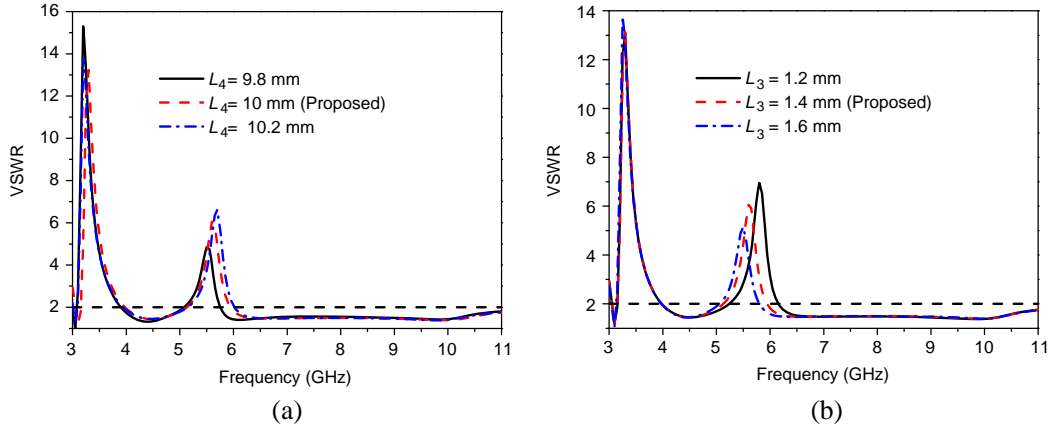 16
14
12
10
8
6
4
2
VSWR
L4= 9.8 mm
L4= 10 mm (Proposed)
L4= 10.2 mm
3 4 5 6 7 8 9 10 11
Frequency (GHz)
(a)
14
12
10
8
6
4
2
VSWR
L3 = 1.2 mm
L3 = 1.4 mm (Proposed)
L3 = 1.6 mm
3 4 5 6 7 8 9 10 11
Frequency (GHz)
(b)